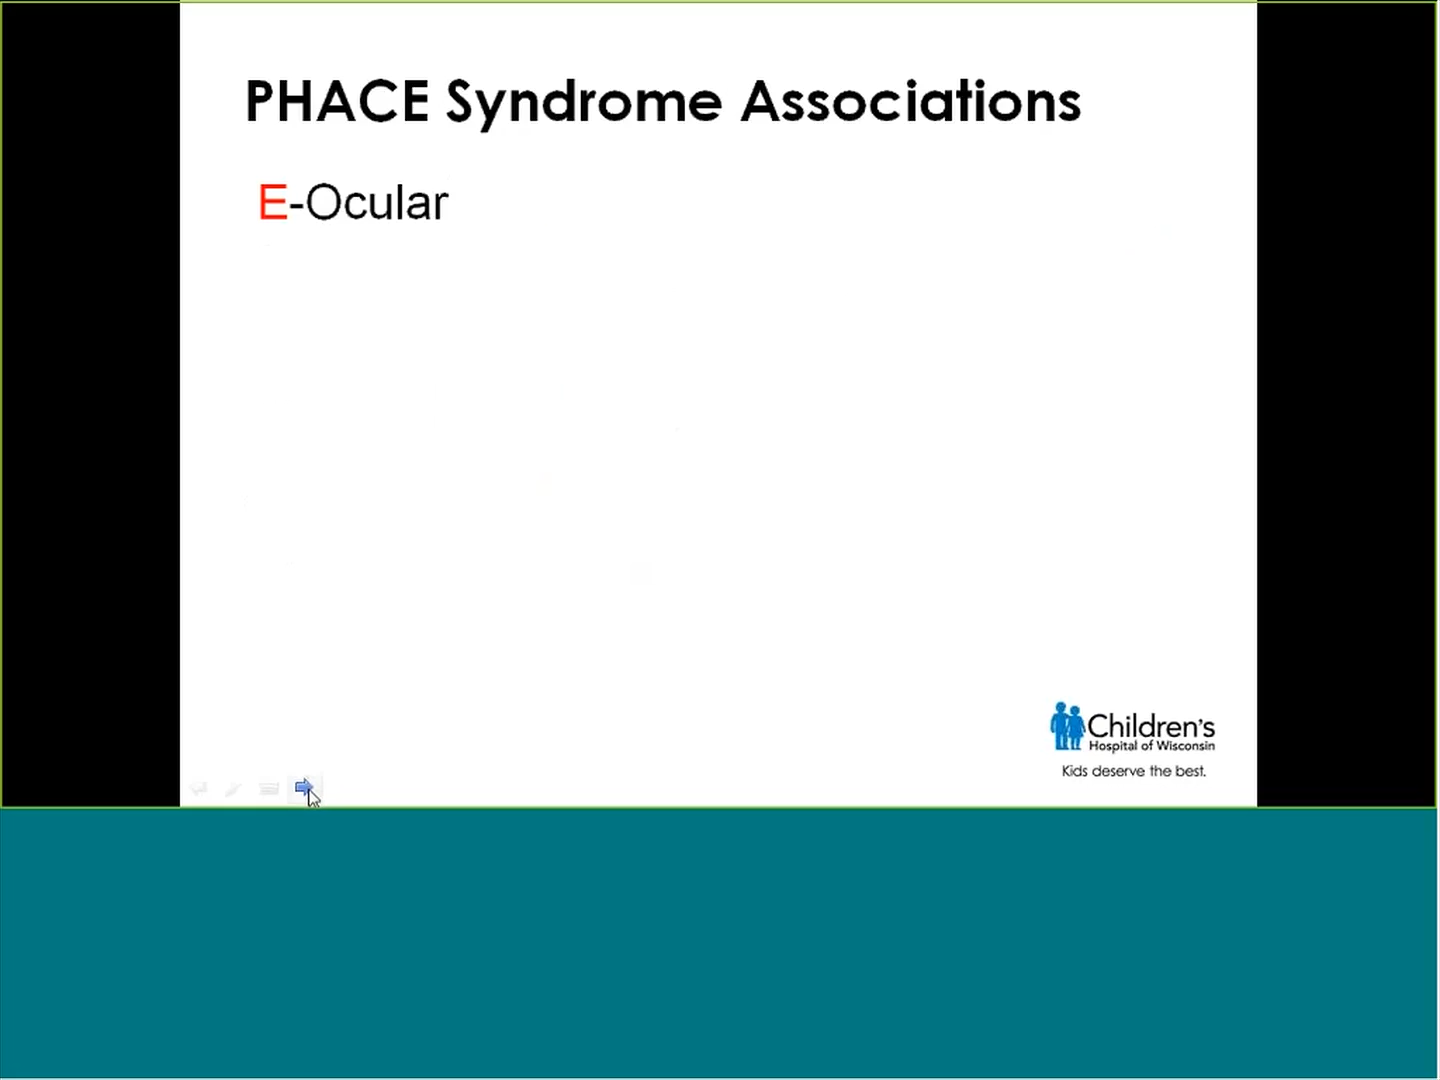 PHACE Syndrome Associations
E-Ocular
Children's
Hospital of Wisconsin
Kids deserve the best.